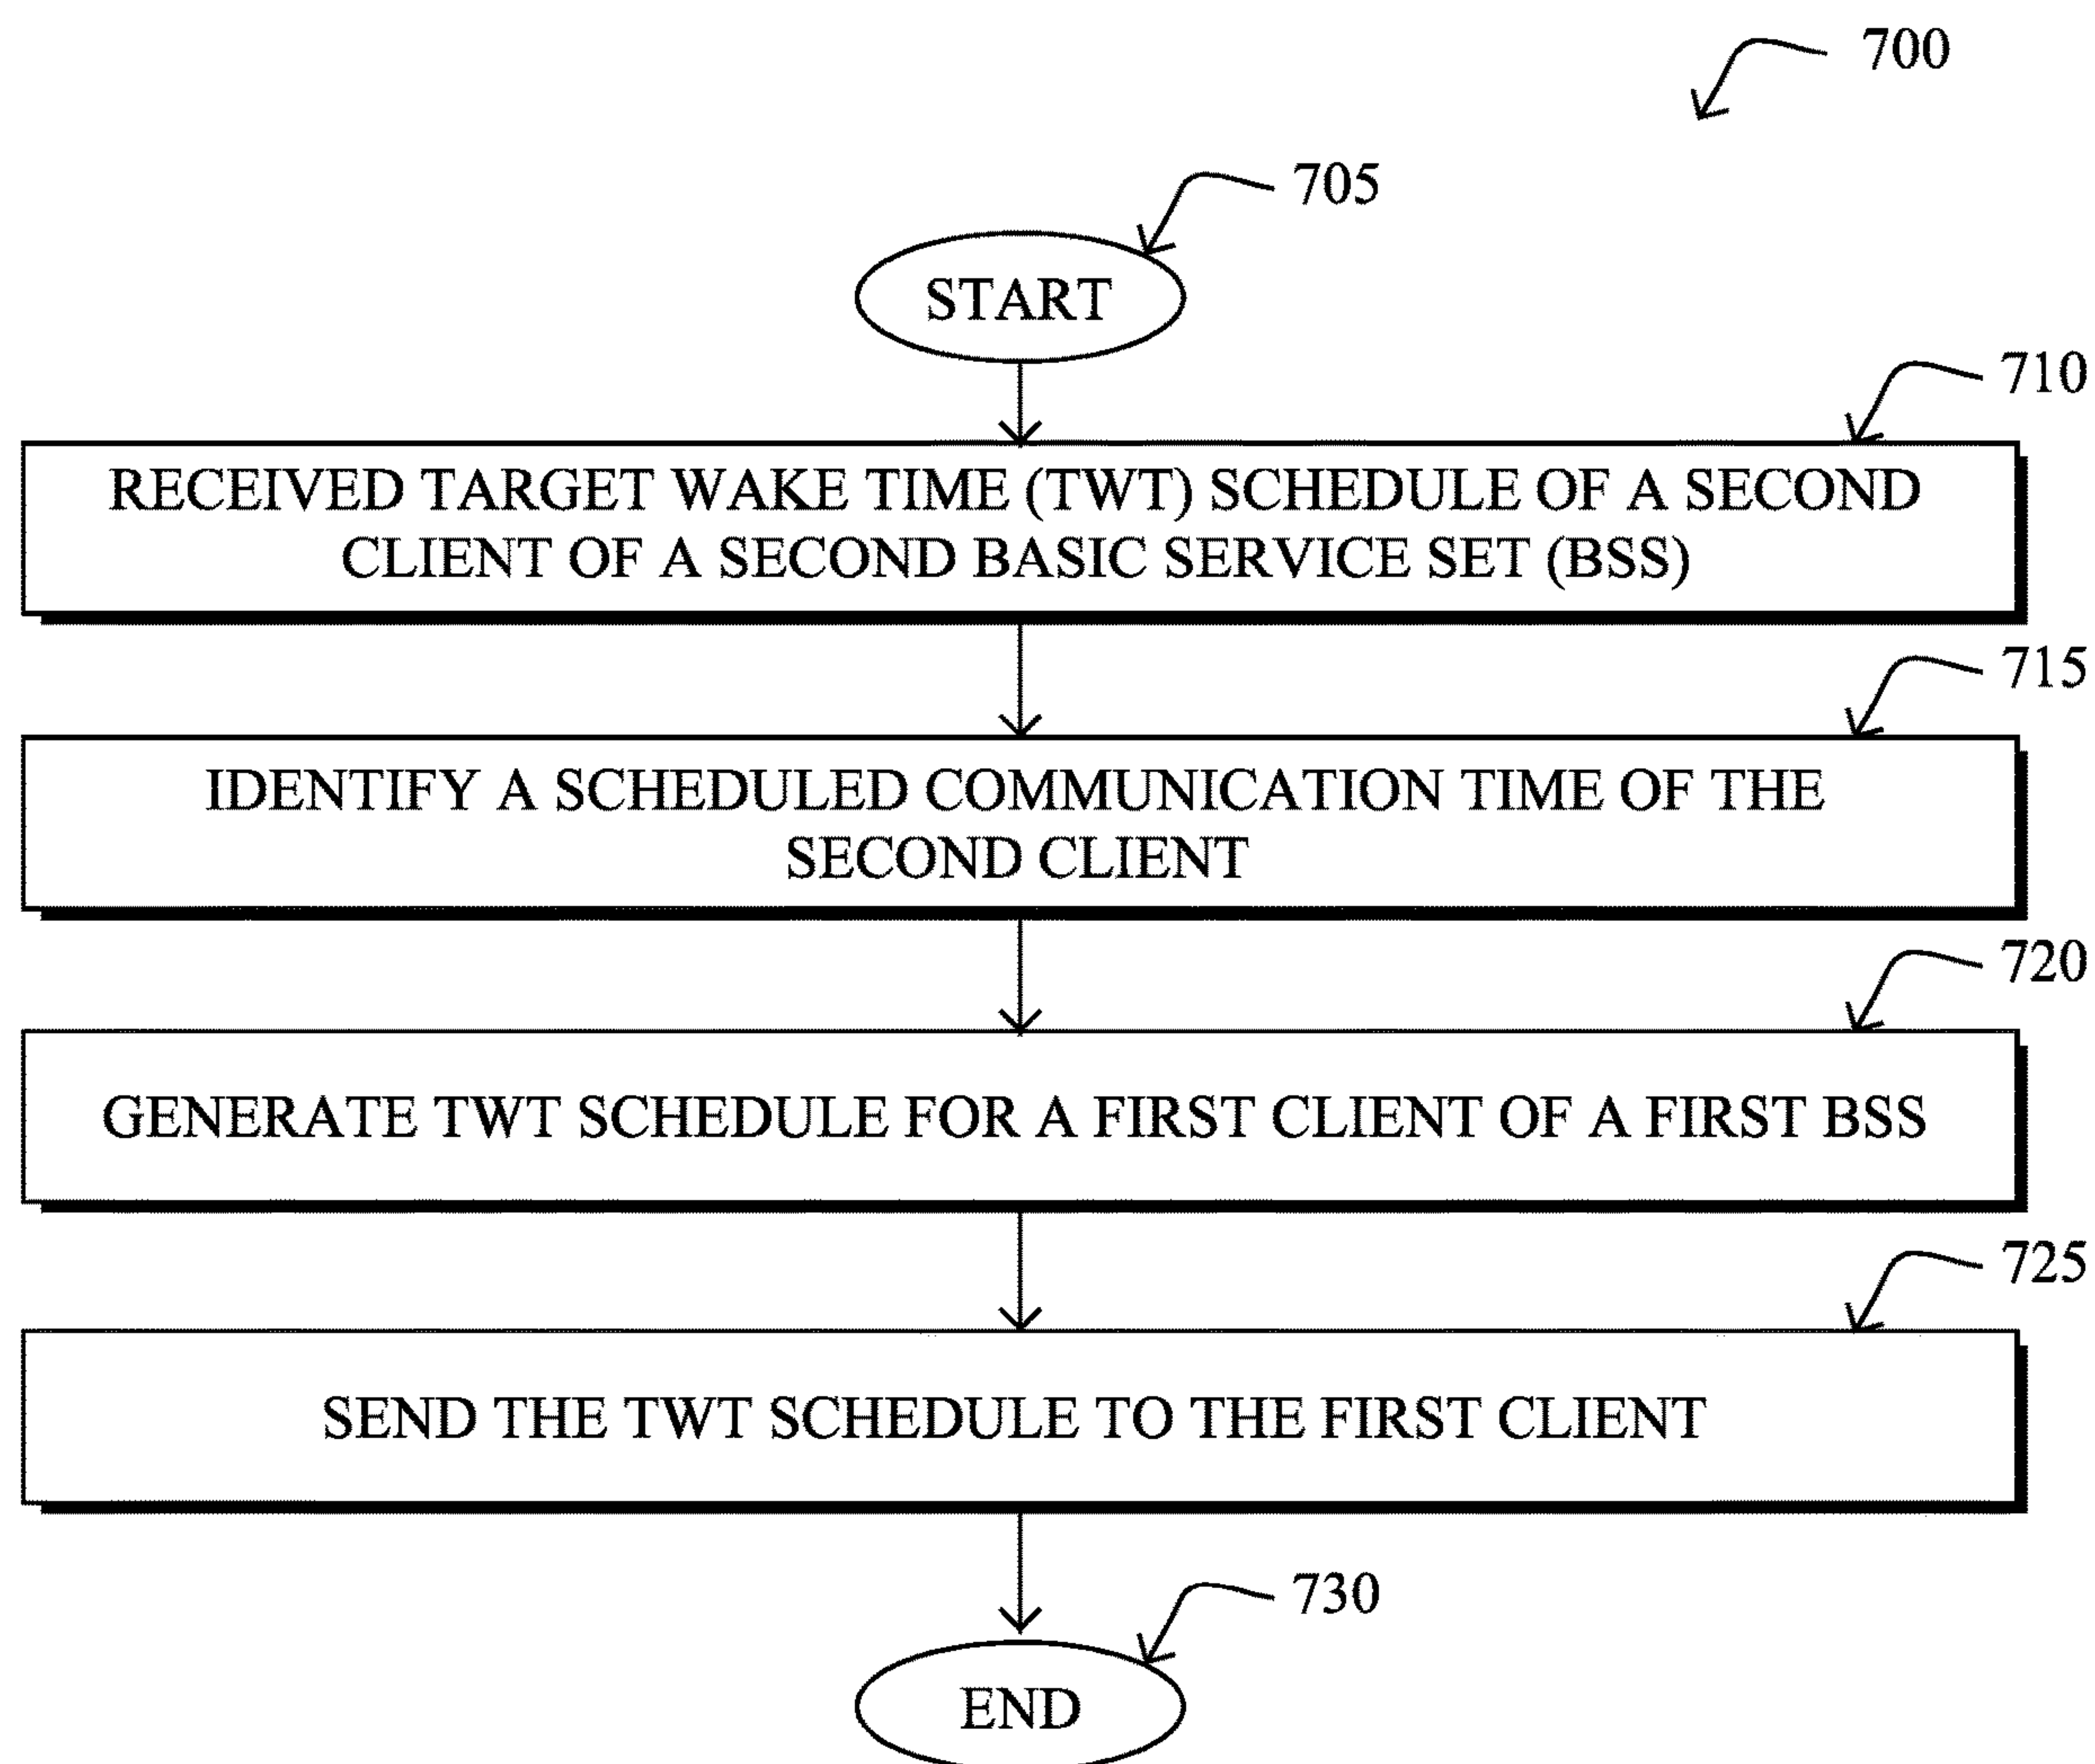 700
705
START
710
RECEIVED TARGET WAKE TIME (TWT) SCHEDULE OF A SECOND
CLIENT OF A SECOND BASIC SERVICE SET (BSS)
715
IDENTIFY A SCHEDULED COMMUNICATION TIME OF THE
SECOND CLIENT
720
GENERATE TWT SCHEDULE FOR A FIRST CLIENT OF A FIRST BSS
725
SEND THE TWT SCHEDULE TO THE FIRST CLIENT
730
END